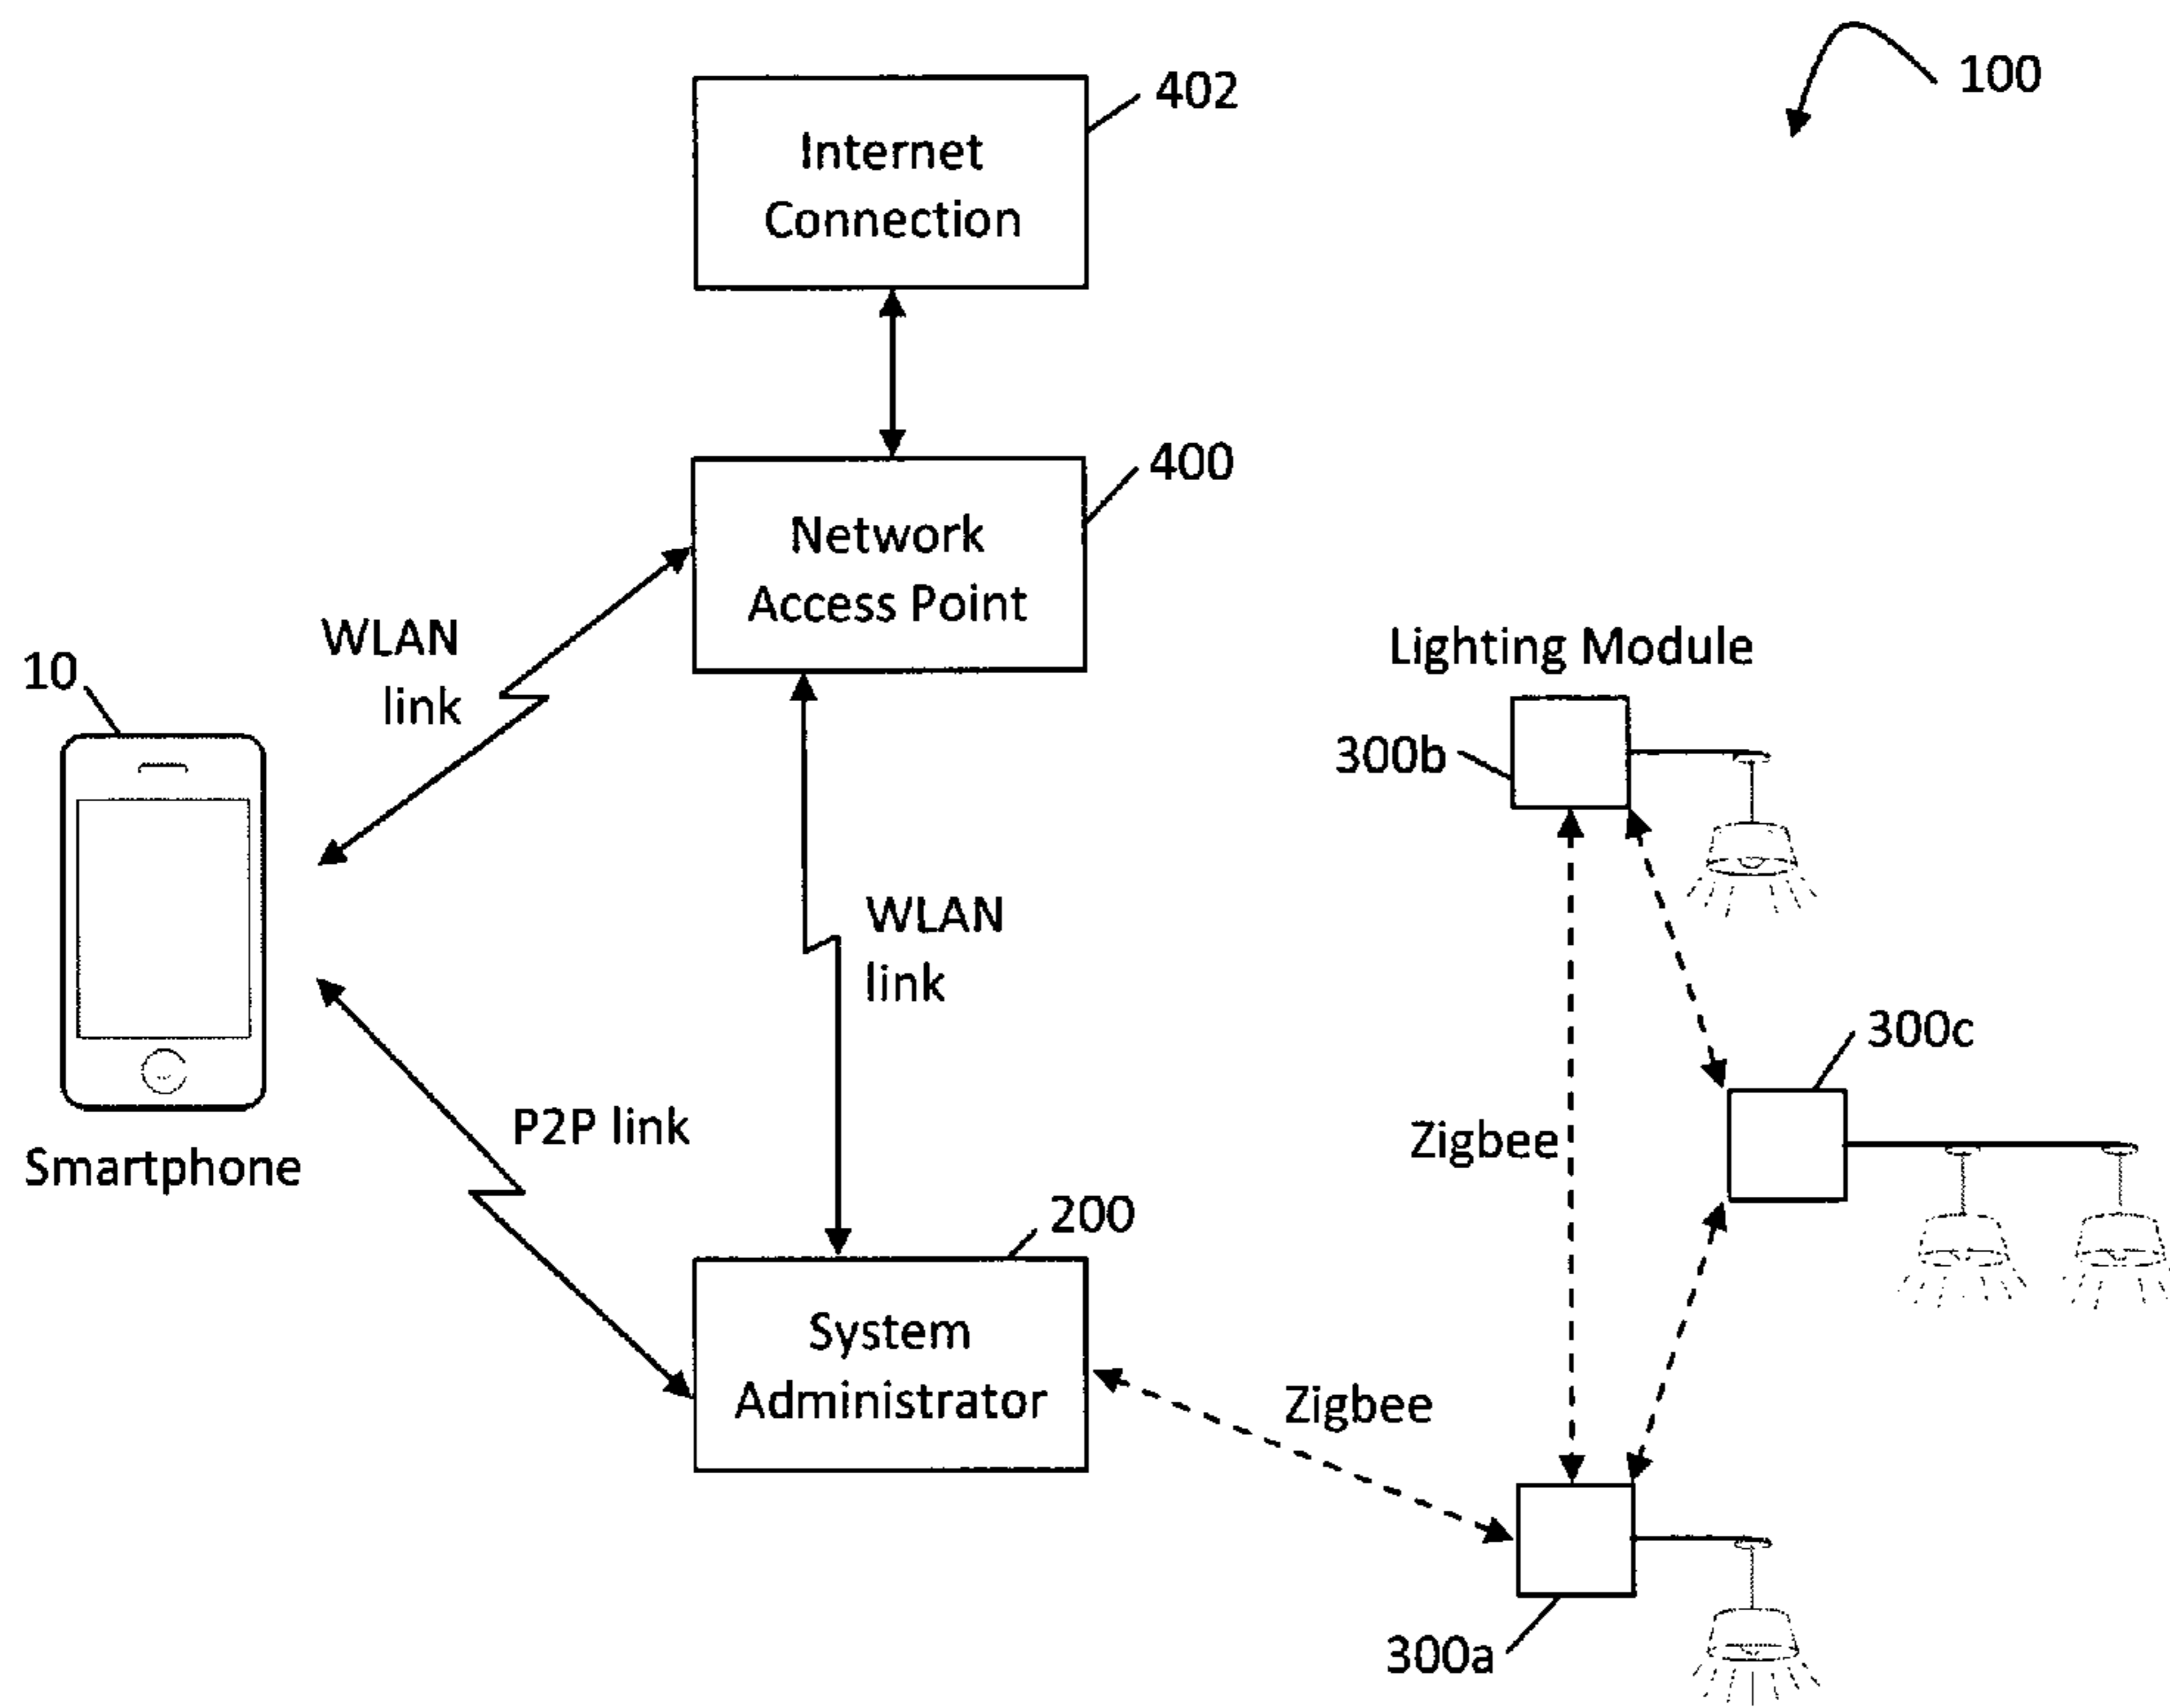 100
402
Internet
Connection
400
Network
Access Point
WLAN
link
10
Smartphone
Lighting Module
300b
WLAN
link
300c
P2P link
Zigbee
200
System
Administrator
Zigbee
300a